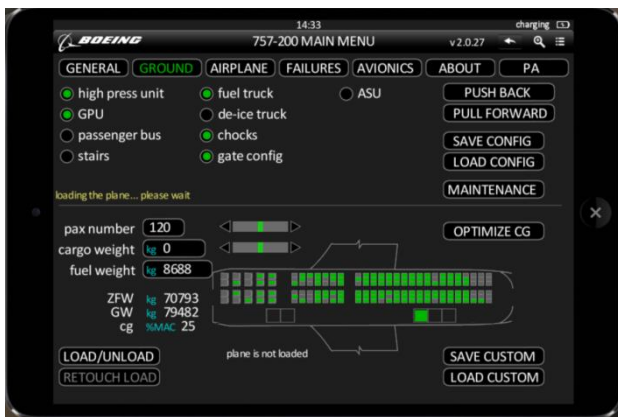 14:33 charging
BOEING 757-200 MAIN MENU v2.0.27
GENERAL GROUND AIRPLANE FAILURES AVIONICS ABOUT PA
high press unit fuel truck ASU PUSH BACK
GPU de-ice truck PULL FORWARD
passenger bus chocks SAVE CONFIG
stairs gate config LOAD CONFIG
loading the plane... please wait MAINTENANCE
pax number 120 OPTIMIZE CG
cargo weight kg 0
fuel weight kg 8688
ZFW kg 70793
GW kg 79482
cg %MAC 25
LOAD/UNLOAD plane is not loaded SAVE CUSTOM
RETOUCH LOAD LOAD CUSTOM